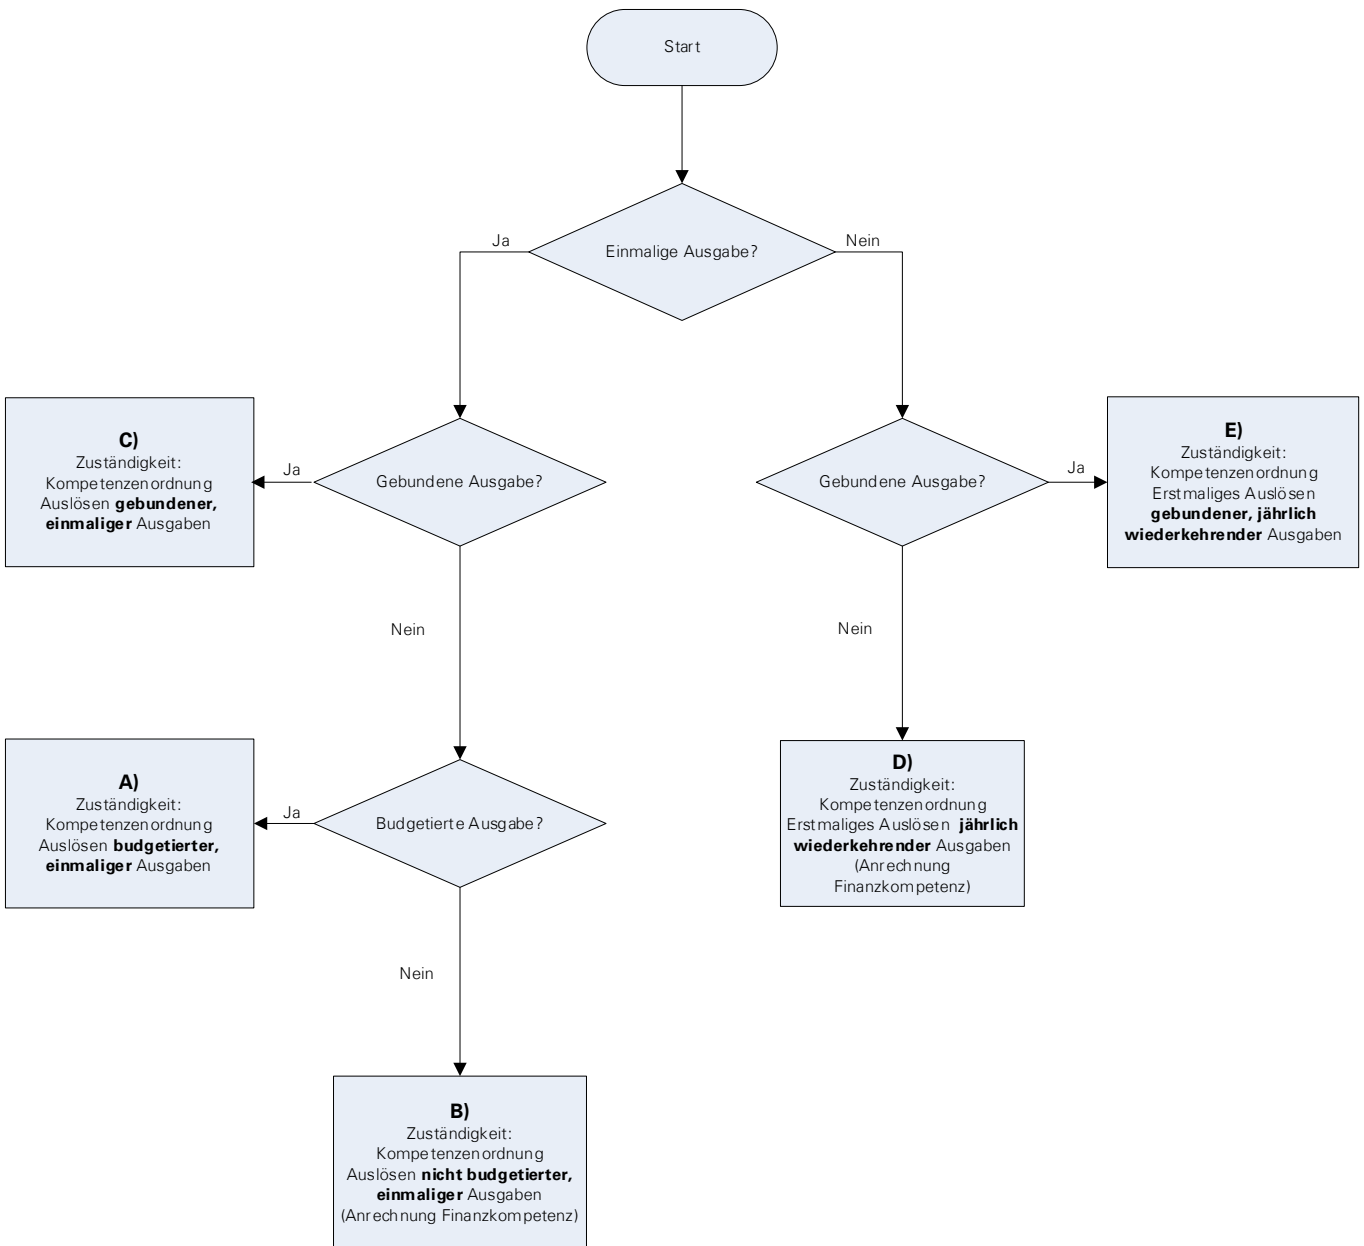 Start
Einmalige Ausgabe?
Ja
Nein
C)
Zuständigkeit:
Kompetenzenordnung
Auslösen gebundener,
einmaliger Ausgaben
Ja
Gebundene Ausgabe?
Gebundene Ausgabe?
Ja
E)
Zuständigkeit:
Kompetenzenordnung
Erstmaliges Auslösen
gebundener, jährlich
wiederkehrender Ausgaben
Nein
Nein
A)
Zuständigkeit:
Kompetenzenordnung
Auslösen budgetierter,
einmaliger Ausgaben
Ja
Budgetierte Ausgabe?
D)
Zuständigkeit:
Kompetenzenordnung
Erstmaliges Auslösen jährlich
wiederkehrender Ausgaben
(Anrechnung
Finanzkompetenz)
Nein
B)
Zuständigkeit:
Kompetenzenordnung
Auslösen nicht budgetierter,
einmaliger Ausgaben
(Anrechnung Finanzkompetenz)